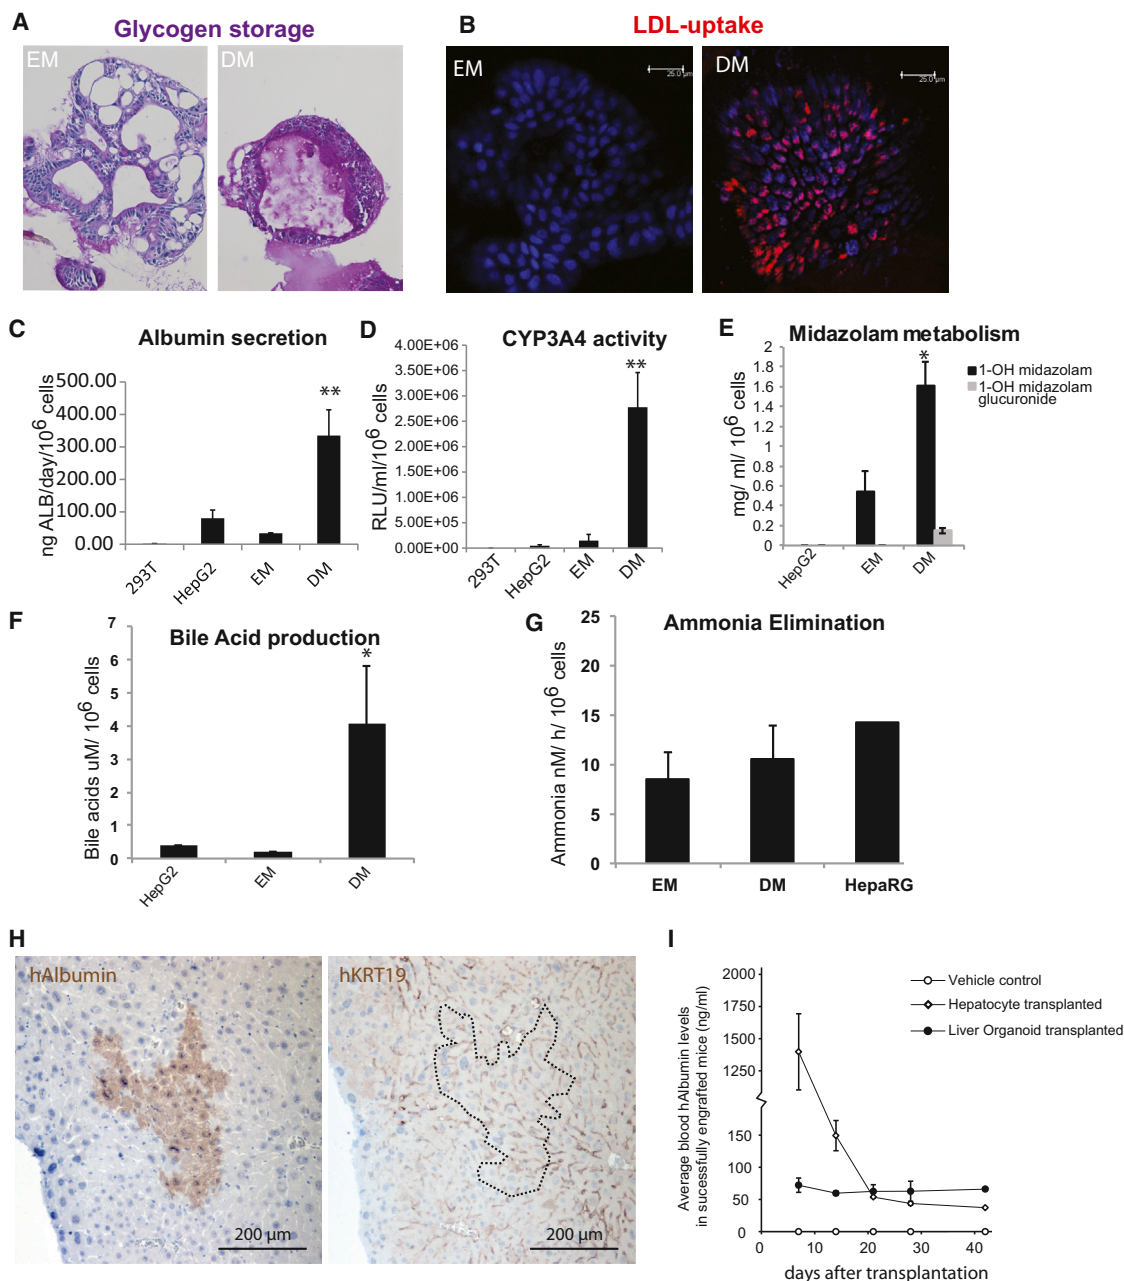 A
Glycogen storage
EM
DM
B
LDL-uptake
EM
25.0 µm
DM
25.0 µm
C
Albumin secretion
ng ALB/day/10^6 cells
500.00
400.00
300.00
200.00
100.00
0.00
**
293T
HepG2
EM
DM
D
CYP3A4 activity
RLU/ml/10^6 cells
4.00E+06
3.50E+06
3.00E+06
2.50E+06
2.00E+06
1.50E+06
1.00E+06
5.00E+05
0.00E+00
**
293T
HepG2
EM
DM
E
Midazolam metabolism
mg/ ml/ 10^6 cells
2
1.8
1.6
1.4
1.2
1
0.8
0.6
0.4
0.2
0
*
HepG2
EM
DM
1-OH midazolam
1-OH midazolam
glucuronide
F
Bile Acid production
Bile acids uM/ 10^6 cells
7
6
5
4
3
2
1
0
*
HepG2
EM
DM
G
Ammonia Elimination
Ammonia nM/ h/ 10^6 cells
25
20
15
10
5
0
EM
DM
HepaRG
H
hAlbumin
200 µm
hKRT19
200 µm
I
Average blood hAlbumin levels
in sucessfully engrafted mice (ng/ml)
2000
1750
1500
1250
150
100
50
0
0
10
20
30
40
days after transplantation
Vehicle control
Hepatocyte transplanted
Liver Organoid transplanted